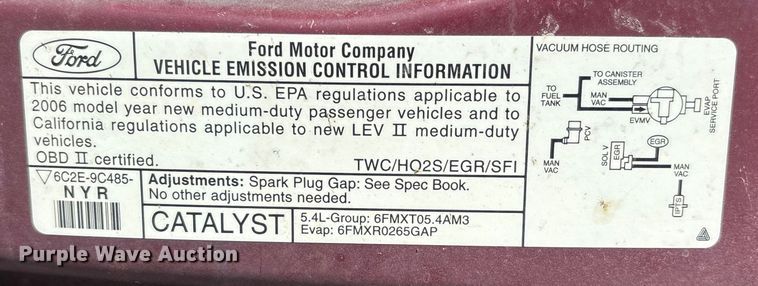 Ford
Ford Motor Company
VEHICLE EMISSION CONTROL INFORMATION
This vehicle conforms to U.S. EPA regulations applicable to
2006 model year new medium-duty passenger vehicles and to
California regulations applicable to new LEV II medium-duty
vehicles.
OBD II certified.
TWC/HO2S/EGR/SFI
6C2E-9C485-
NYR
Adjustments: Spark Plug Gap: See Spec Book.
No other adjustments needed.
CATALYST
5.4L-Group: 6FMXT05.4AM3
Evap: 6FMXR0265GAP
VACUUM HOSE ROUTING
TO CANISTER
ASSEMBLY
TO
FUEL
TANK
MAN
VAC
EVMV
EVAP
SERVICE PORT
PCV
MAN
VAC
EGR
SOL V
EGR
MAN
VAC
IPTS
Purple Wave Auction